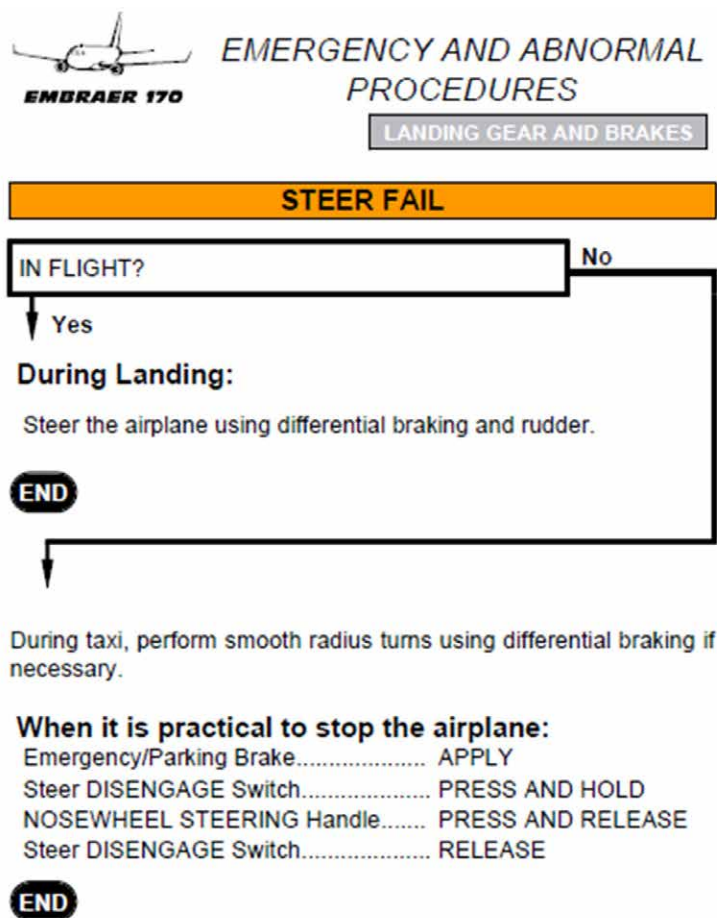 EMERGENCY AND ABNORMAL
EMBRAER 170
PROCEDURES
LANDING GEAR AND BRAKES
STEER FAIL
IN FLIGHT?
No
Yes
During Landing:
Steer the airplane using differential braking and rudder.
END
During taxi, perform smooth radius turns using differential braking if
necessary.
When it is practical to stop the airplane:
Emergency/Parking Brake.................... APPLY
Steer DISENGAGE Switch.................... PRESS AND HOLD
NOSEWHEEL STEERING Handle....... PRESS AND RELEASE
Steer DISENGAGE Switch.................... RELEASE
END